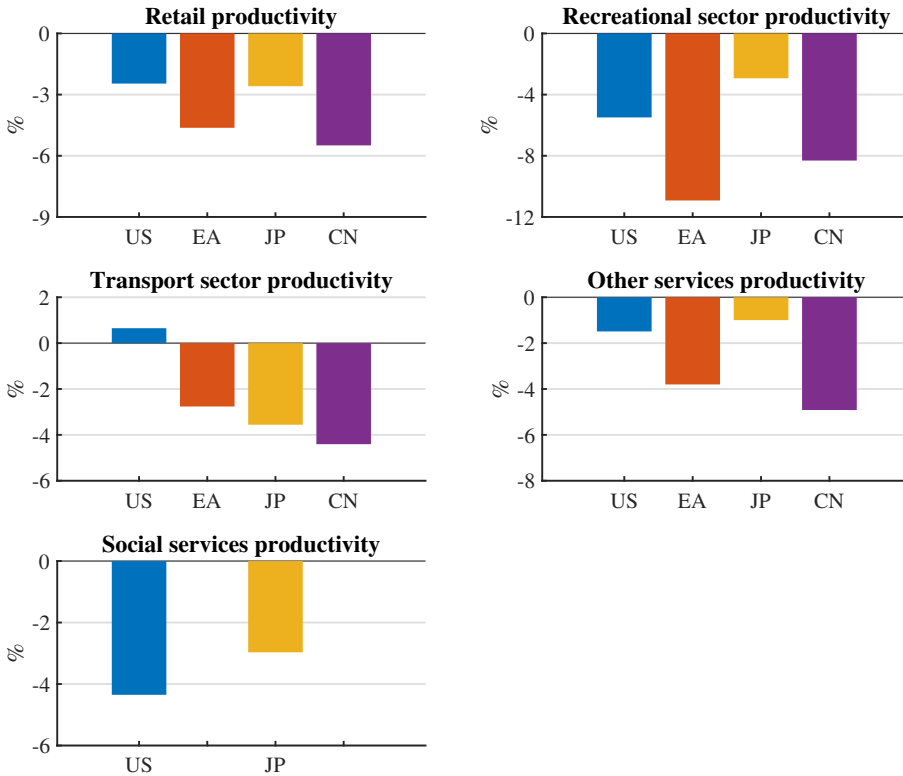 Retail productivity
0
-3
-6
-9
%
US EA JP CN
Recreational sector productivity
0
-4
-8
-12
%
US EA JP CN
Transport sector productivity
2
0
-2
-4
-6
%
US EA JP CN
Other services productivity
0
-2
-4
-6
-8
%
US EA JP CN
Social services productivity
0
-2
-4
-6
%
US JP